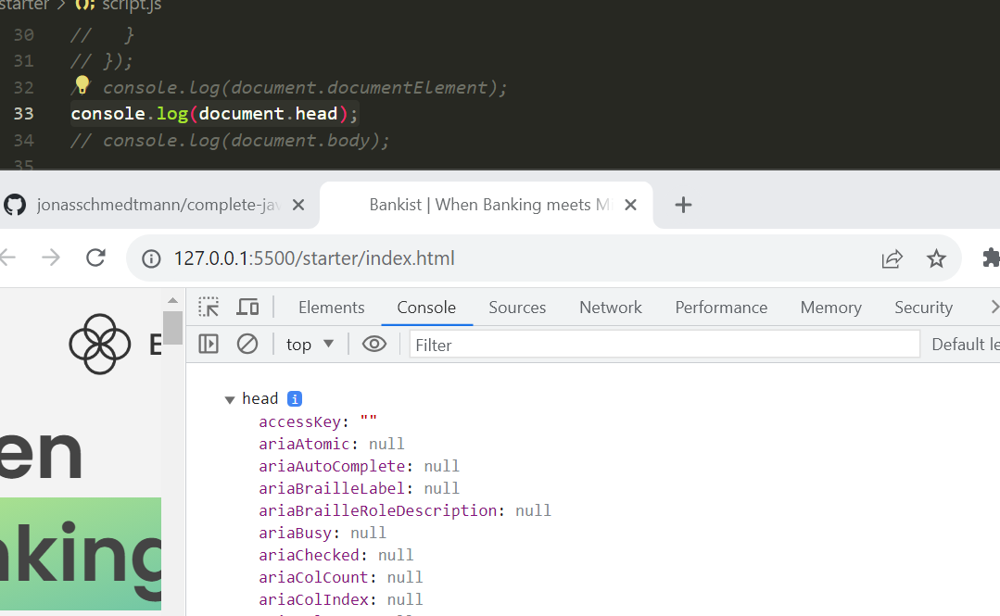 starter > script.js
30 //   }
31 // });
32 // console.log(document.documentElement);
33 console.log(document.head);
34 // console.log(document.body);
35
jonasschmedtmann/complete-jav
Bankist | When Banking meets Mi
127.0.0.1:5500/starter/index.html
Elements Console Sources Network Performance Memory Security
top Filter Default le
head i
accessKey: ""
ariaAtomic: null
ariaAutoComplete: null
ariaBrailleLabel: null
ariaBrailleRoleDescription: null
ariaBusy: null
ariaChecked: null
ariaColCount: null
ariaColIndex: null
E
en
nking